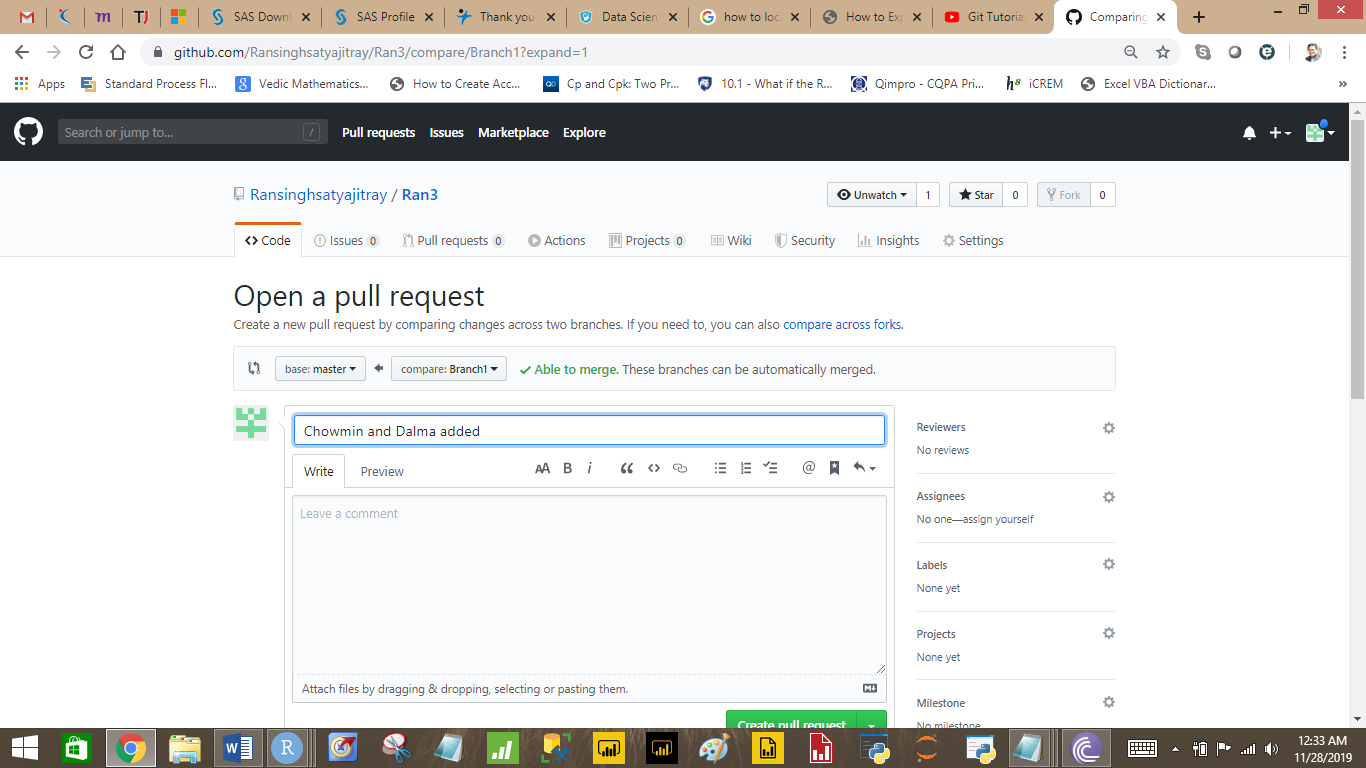 SAS Downl
SAS Profile
Thank you
Data Scien
how to loc
How to Exp
Git Tutoria
Comparing
github.com/Ransinghsatyajitray/Ran3/compare/Branch1?expand=1
Apps Standard Process Fl... Vedic Mathematics... How to Create Acc... Cp and Cpk: Two Pr... 10.1 - What if the R... Qimpro - CQPA Pri... iCREM Excel VBA Dictionar... »
Search or jump to... / Pull requests Issues Marketplace Explore
Ransinghsatyajitray / Ran3 Unwatch 1 Star 0 Fork 0
Code Issues 0 Pull requests 0 Actions Projects 0 Wiki Security Insights Settings
Open a pull request
Create a new pull request by comparing changes across two branches. If you need to, you can also compare across forks.
base: master compare: Branch1 Able to merge. These branches can be automatically merged.
Chowmin and Dalma added
Write Preview AA B i
Leave a comment
Attach files by dragging & dropping, selecting or pasting them.
Create pull request
Reviewers
No reviews
Assignees
No one—assign yourself
Labels
None yet
Projects
None yet
Milestone
No milestone
12:33 AM
11/28/2019